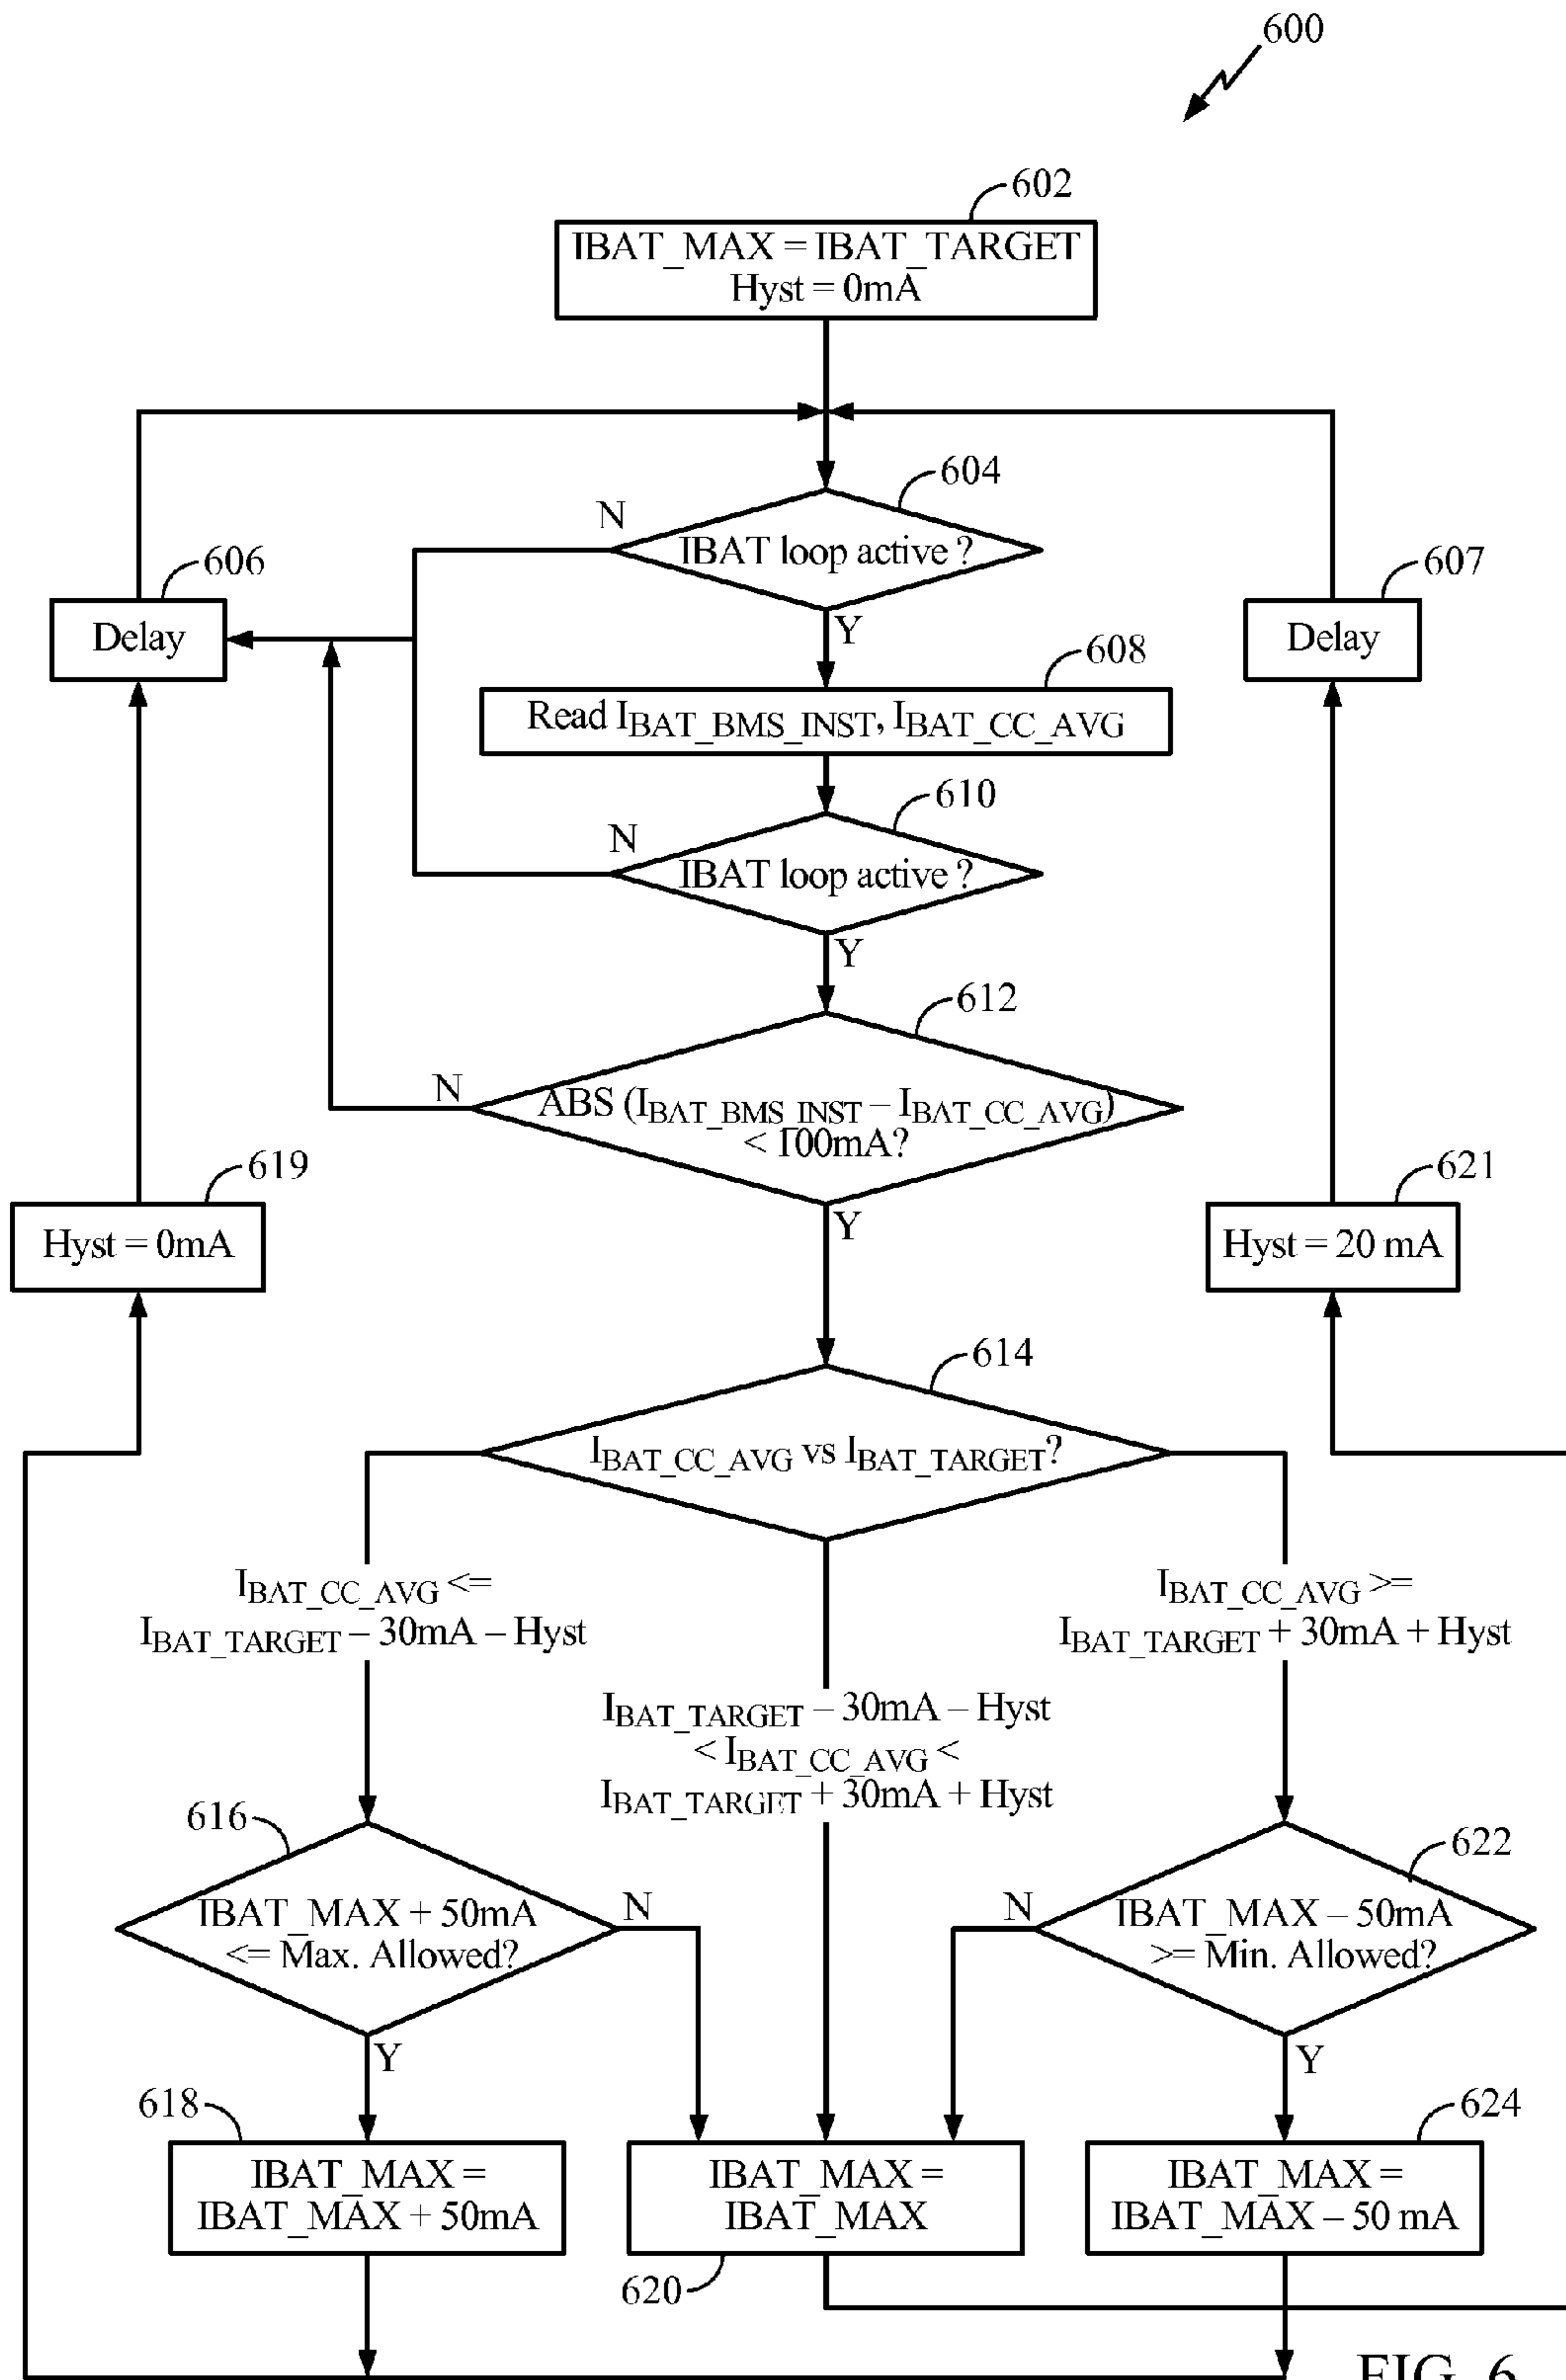 600
602
IBAT_MAX = IBAT_TARGET
Hyst = 0mA
604
N
IBAT loop active ?
606
Delay
607
Delay
Y
608
Read IBAT_BMS_INST, IBAT_CC_AVG
610
N
IBAT loop active ?
Y
612
N
ABS (IBAT_BMS_INST – IBAT_CC_AVG)
< 100mA?
Y
619
Hyst = 0mA
621
Hyst = 20 mA
614
IBAT_CC_AVG vs IBAT_TARGET?
IBAT_CC_AVG <=
IBAT_TARGET – 30mA – Hyst
IBAT_CC_AVG >=
IBAT_TARGET + 30mA + Hyst
IBAT_TARGET – 30mA – Hyst
< IBAT_CC_AVG <
IBAT_TARGET + 30mA + Hyst
616
IBAT_MAX + 50mA
<= Max. Allowed?
N
Y
622
N
IBAT_MAX – 50mA
>= Min. Allowed?
Y
618
IBAT_MAX =
IBAT_MAX + 50mA
IBAT_MAX =
IBAT_MAX
620
624
IBAT_MAX =
IBAT_MAX – 50 mA
FIG. 6